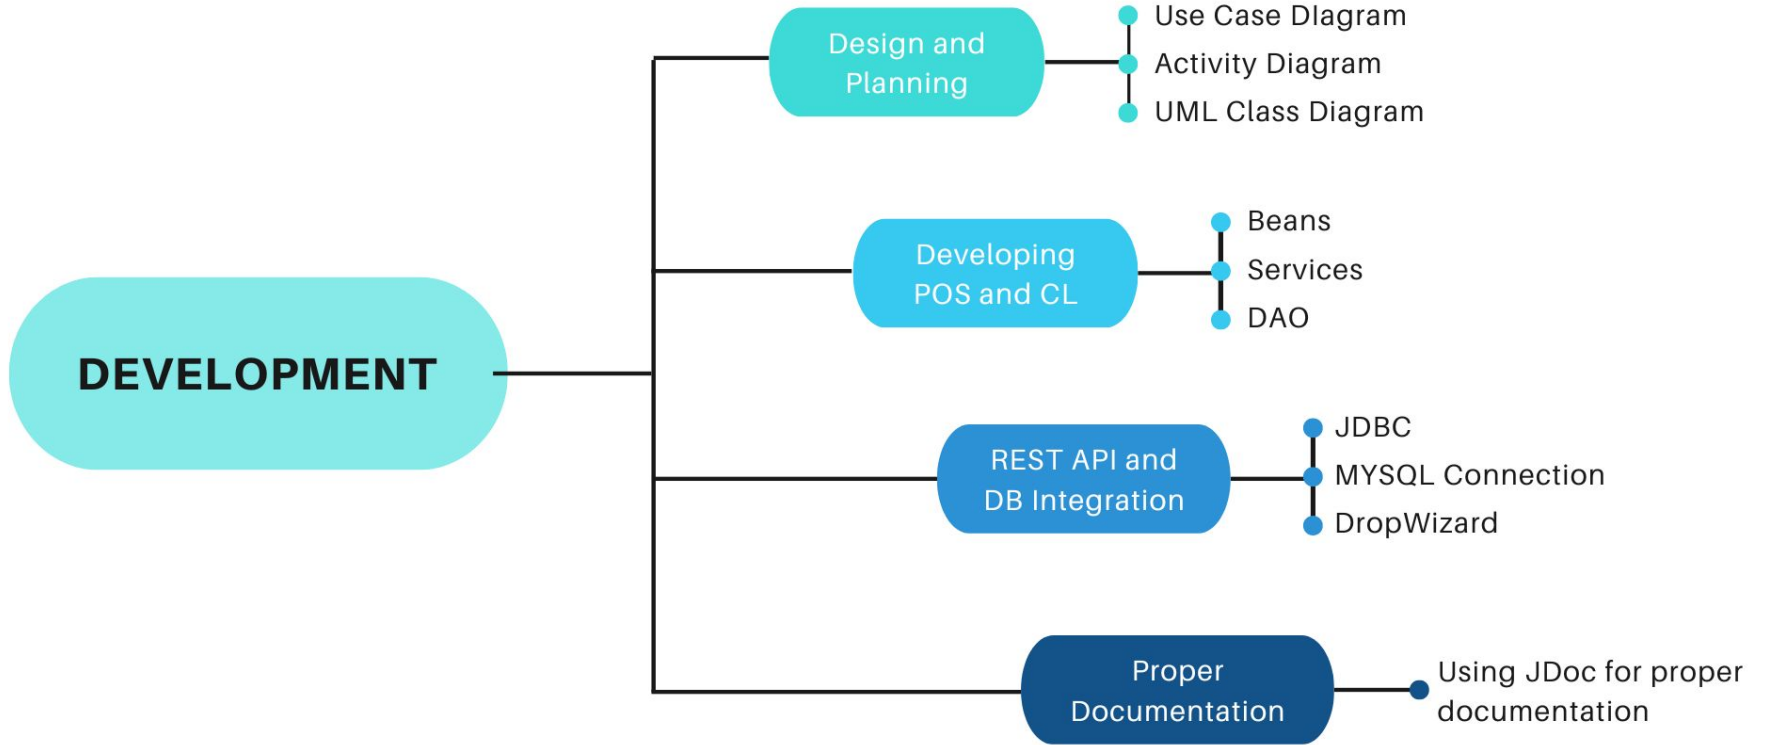 DEVELOPMENT
Design and
Planning
Use Case DIagram
Activity Diagram
UML Class Diagram
Developing
POS and CL
Beans
Services
DAO
REST API and
DB Integration
JDBC
MYSQL Connection
DropWizard
Proper
Documentation
Using JDoc for proper
documentation